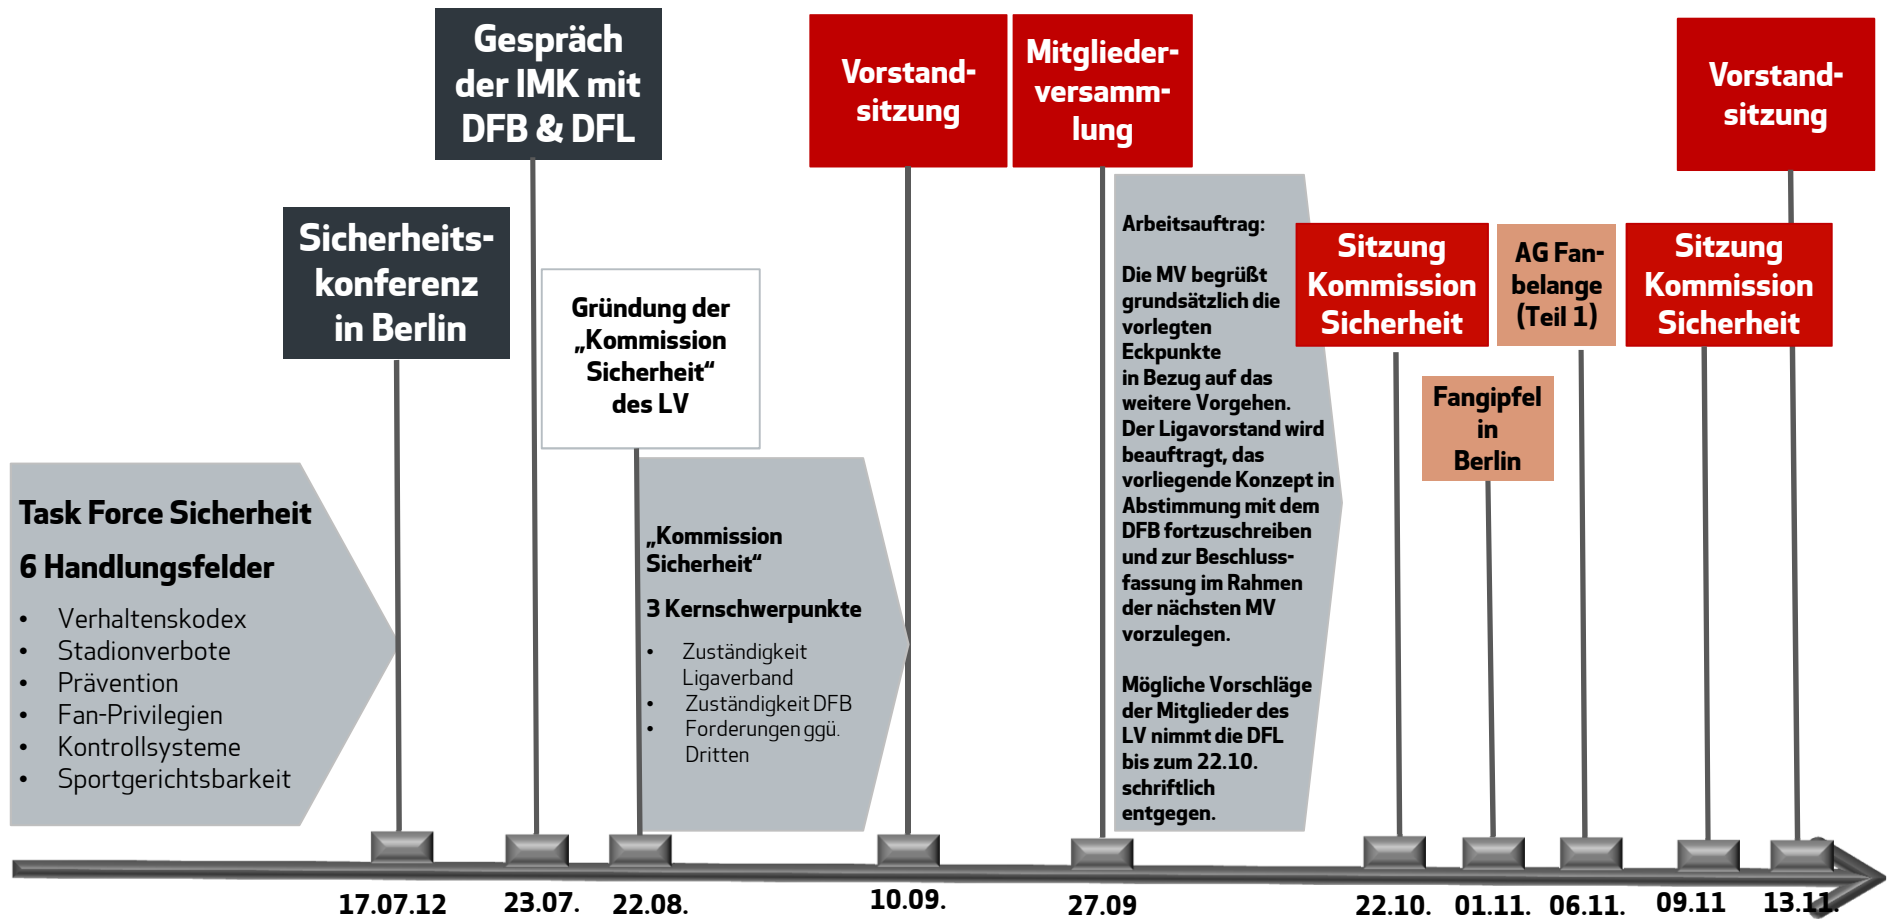 Gespräch
der IMK mit
DFB & DFL
Vorstand-
sitzung
Mitglieder-
versamm-
lung
Vorstand-
sitzung
Sicherheits-
konferenz
in Berlin
Gründung der
„Kommission
Sicherheit“
des LV
Arbeitsauftrag:
Die MV begrüßt
grundsätzlich die
vorlegten
Eckpunkte
in Bezug auf das
weitere Vorgehen.
Der Ligavorstand wird
beauftragt, das
vorliegende Konzept in
Abstimmung mit dem
DFB fortzuschreiben
und zur Beschluss-
fassung im Rahmen
der nächsten MV
vorzulegen.
Mögliche Vorschläge
der Mitglieder des
LV nimmt die DFL
bis zum 22.10.
schriftlich
entgegen.
Sitzung
Kommission
Sicherheit
AG Fan-
belange
(Teil 1)
Sitzung
Kommission
Sicherheit
Fangipfel
in
Berlin
Task Force Sicherheit
6 Handlungsfelder
• Verhaltenskodex
• Stadionverbote
• Prävention
• Fan-Privilegien
• Kontrollsysteme
• Sportgerichtsbarkeit
„Kommission
Sicherheit“
3 Kernschwerpunkte
• Zuständigkeit
Ligaverband
• Zuständigkeit DFB
• Forderungen ggü.
Dritten
17.07.12 23.07. 22.08. 10.09. 27.09 22.10. 01.11. 06.11. 09.11 13.11.